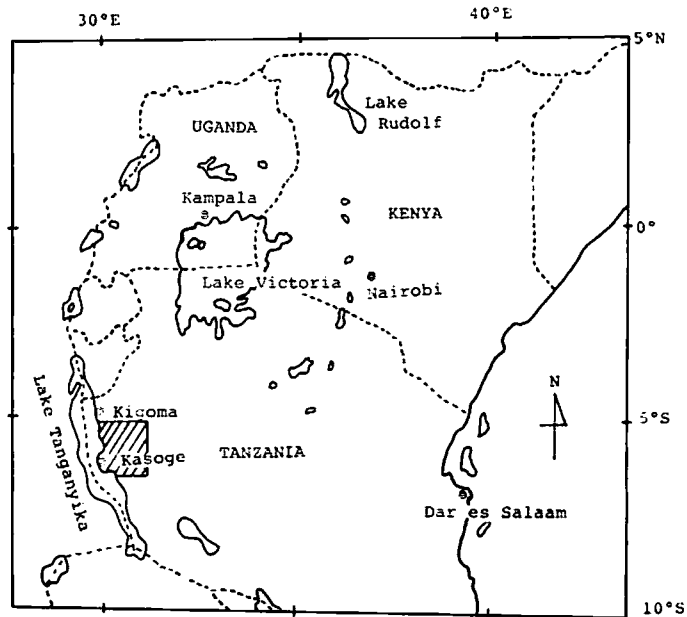 30°E 40°E
5°N
Lake
Rudolf
UGANDA
Kampala
KENYA
0°
Lake Victoria
Nairobi
Lake Tanganyika
N
Kigoma
5°S
Kasoge
TANZANIA
Dar es Salaam
10°S